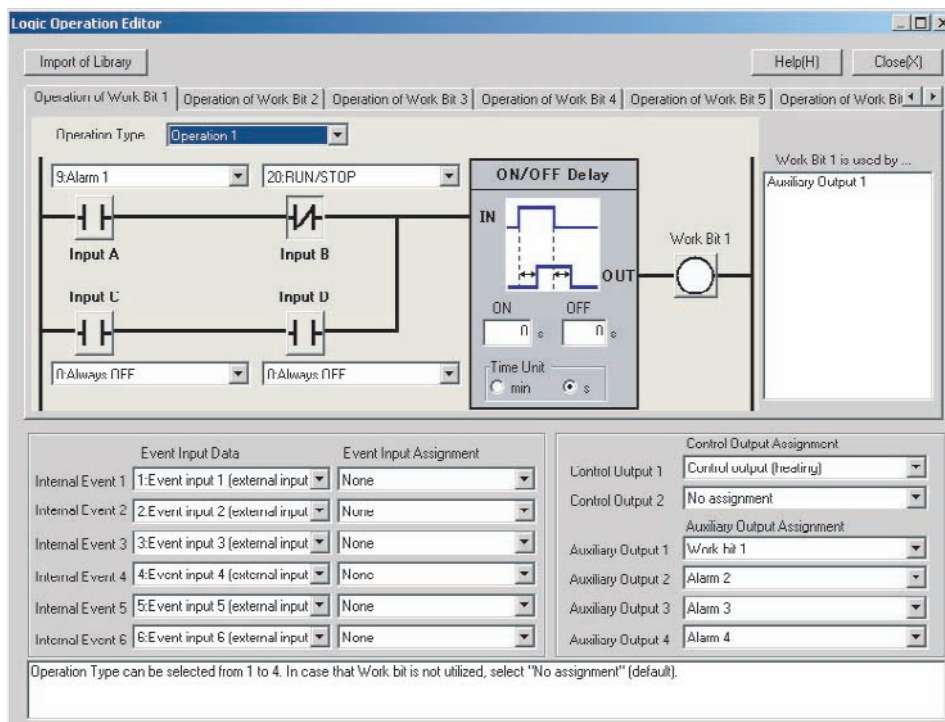 Logic Operation Editor
Import of Library
Help(H)
Close(X)
Operation of Work Bit 1
Operation of Work Bit 2
Operation of Work Bit 3
Operation of Work Bit 4
Operation of Work Bit 5
Operation of Work Bit
Operation Type
Operation 1
Work Bit 1 is used by ...
Auxiliary Output 1
9:Alarm 1
20:RUN/STOP
ON/OFF Delay
IN
Input A
Input B
Work Bit 1
OUT
Input C
Input D
ON
OFF
0 s
0 s
0:Always OFF
0:Always OFF
Time Unit
min
s
Event Input Data
Event Input Assignment
Internal Event 1
1:Event input 1 (external input
None
Internal Event 2
2:Event input 2 (external input
None
Internal Event 3
3:Event input 3 (external input
None
Internal Event 4
4:Event input 4 (external input
None
Internal Event 5
5:Event input 5 (external input
None
Internal Event 6
6:Event input 6 (external input
None
Control Output Assignment
Control Output 1
Control output (heating)
Control Output 2
No assignment
Auxiliary Output Assignment
Auxiliary Output 1
Work bit 1
Auxiliary Output 2
Alarm 2
Auxiliary Output 3
Alarm 3
Auxiliary Output 4
Alarm 4
Operation Type can be selected from 1 to 4. In case that Work bit is not utilized, select "No assignment" (default).